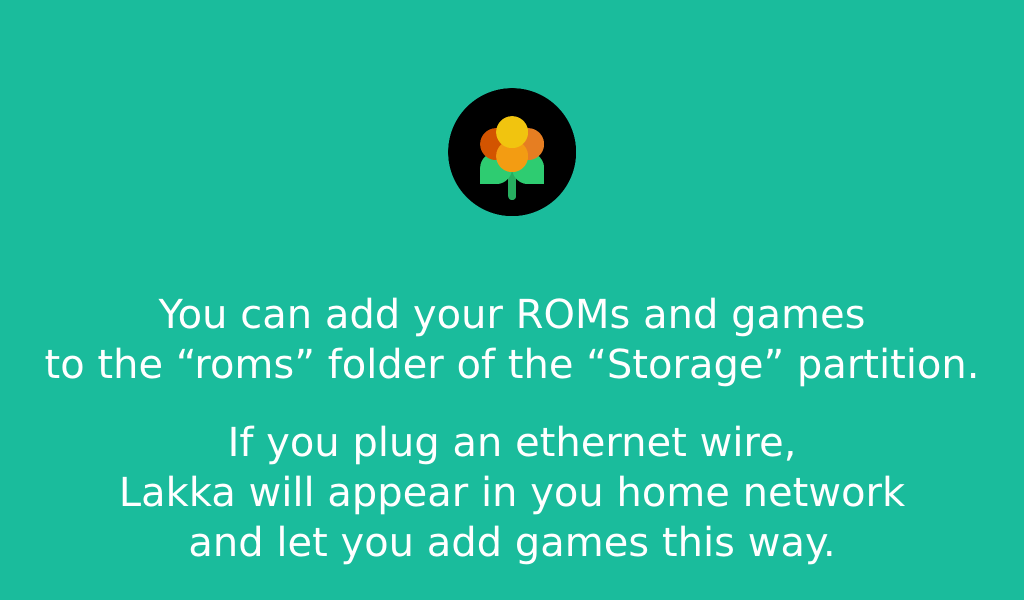 You can add your ROMs and games
to the “roms” folder of the “Storage” partition.
If you plug an ethernet wire,
Lakka will appear in you home network
and let you add games this way.